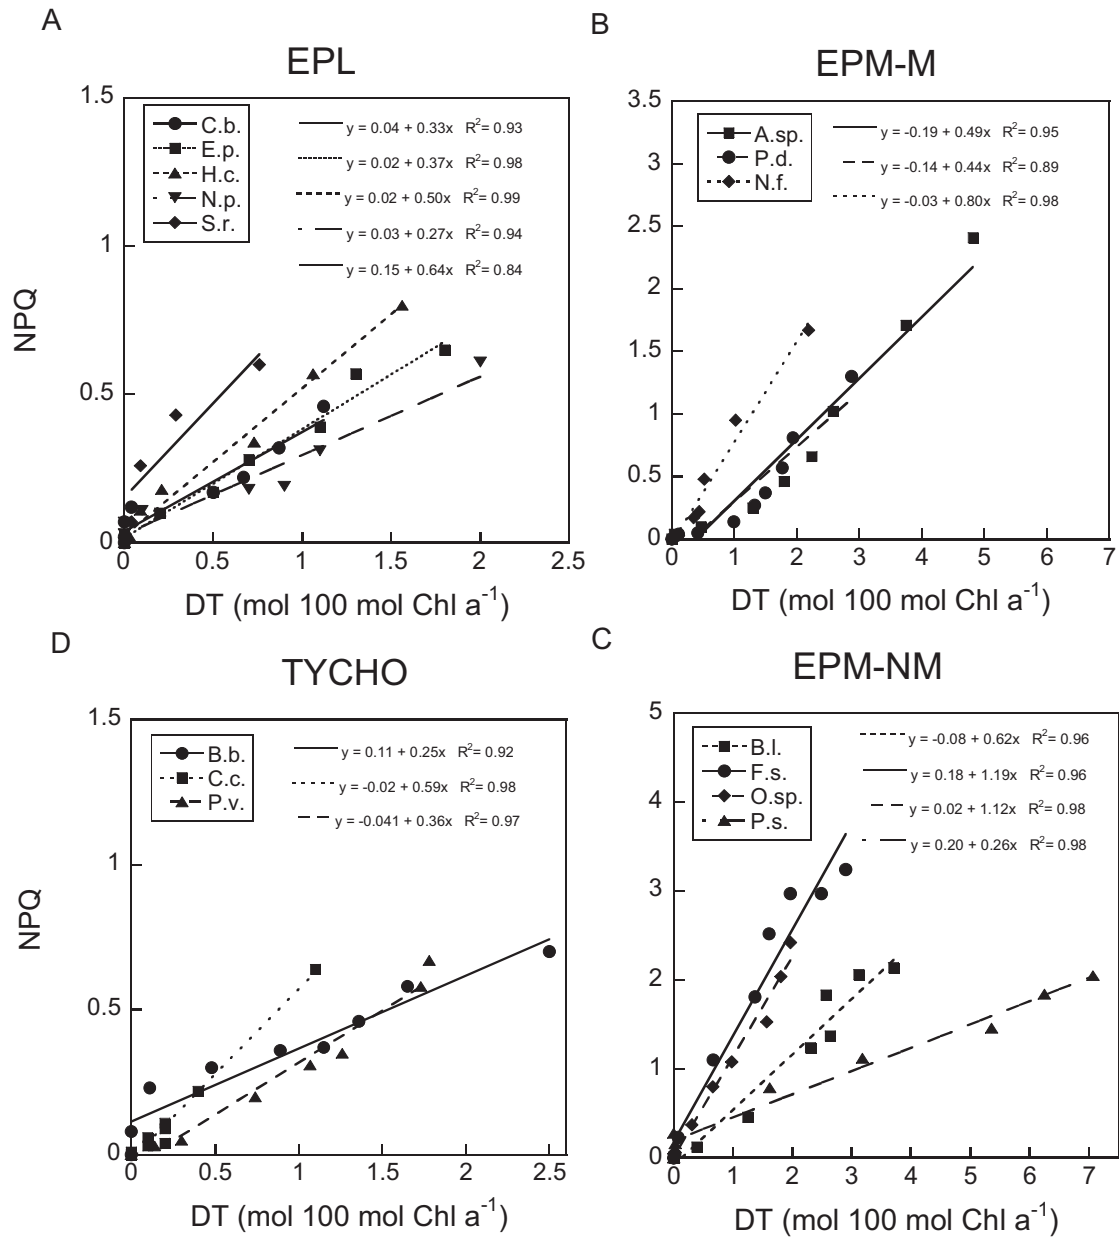 A
EPL
1.5
1
0.5
0
NPQ
C.b.
E.p.
H.c.
N.p.
S.r.
y = 0.04 + 0.33x R²= 0.93
y = 0.02 + 0.37x R²= 0.98
y = 0.02 + 0.50x R²= 0.99
y = 0.03 + 0.27x R²= 0.94
y = 0.15 + 0.64x R²= 0.84
0 0.5 1 1.5 2 2.5
DT (mol 100 mol Chl a⁻¹)
B
EPM-M
3.5
3
2.5
2
1.5
1
0.5
0
A.sp.
P.d.
N.f.
y = -0.19 + 0.49x R²= 0.95
y = -0.14 + 0.44x R²= 0.89
y = -0.03 + 0.80x R²= 0.98
0 1 2 3 4 5 6 7
DT (mol 100 mol Chl a⁻¹)
D
TYCHO
1.5
1
0.5
0
NPQ
B.b.
C.c.
P.v.
y = 0.11 + 0.25x R²= 0.92
y = -0.02 + 0.59x R²= 0.98
y = -0.041 + 0.36x R²= 0.97
0 0.5 1 1.5 2 2.5
DT (mol 100 mol Chl a⁻¹)
C
EPM-NM
5
4
3
2
1
0
B.l.
F.s.
O.sp.
P.s.
y = -0.08 + 0.62x R²= 0.96
y = 0.18 + 1.19x R²= 0.96
y = 0.02 + 1.12x R²= 0.98
y = 0.20 + 0.26x R²= 0.98
0 1 2 3 4 5 6 7
DT (mol 100 mol Chl a⁻¹)